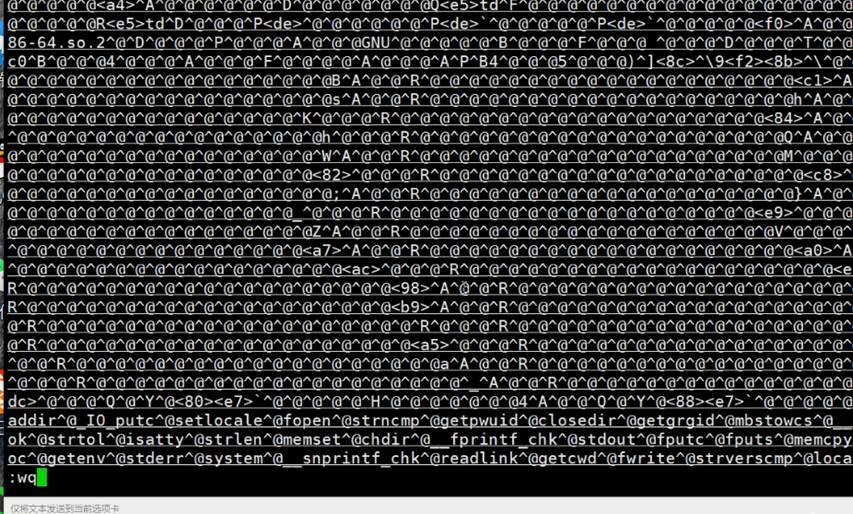 @^@^@^@^@<a4>^A^@^@^@^@^@^@^@D^@^@^@^@^@^@^@Q<e5>td^F^@^@^@^@^@^@^@^@^@^@^@^@
@^@^@^@^@R<e5>td^D^@^@^@P<de>^@^@^@^@^@^@P<de>`^@^@^@^@^@P<de>`^@^@^@^@^@<f0>^A^@
86-64.so.2^@^D^@^@^@P^@^@^@A^@^@^@GNU^@^@^@^@^@B^@^@^@F^@^@^@ ^@^@^@D^@^@^@T^@
c0^B^@^@^@4^@^@^@A^@^@^@F^@^@^@^@A^@^@^@A^P^B4^@^@^@5^@^@^@)^]<8c>^\9<f2><8b>^\^
@^@^@^@^@^@^@^@^@^@^@^@^@^@^@^@^@^@B^A^@^@^R^@^@^@^@^@^@^@^@^@^@^@^@^@^@^@<c1>^A
@^@^@^@^@^@^@^@^@^@^@^@^@^@^@^@^@^@s^A^@^@^R^@^@^@^@^@^@^@^@^@^@^@^@^@^@^@h^A^@
@^@^@^@^@^@^@^@^@^@^@^@^@^@^@^@^K^@^@^@^R^@^@^@^@^@^@^@^@^@^@^@^@^@^@^@<84>^A^@
^@^@^@^@^@^@^@^@^@^@^@^@^@^@^@^@h^@^@^@^R^@^@^@^@^@^@^@^@^@^@^@^@^@^@^@Q^A^@^@
@^@^@^@^@^@^@^@^@^@^@^@^@^@^@^@^@^W^A^@^@^R^@^@^@^@^@^@^@^@^@^@^@^@^@^@^@M^@^@
@^@^@^@^@^@^@^@^@^@^@^@^@^@^@^@<82>^@^@^@^R^@^@^@^@^@^@^@^@^@^@^@^@^@^@^@<c8>^@
@^@^@^@^@^@^@^@^@^@^@^@^@^@^@^@^@;^A^@^@^R^@^@^@^@^@^@^@^@^@^@^@^@^@^@^@}^A^@
@^@^@^@^@^@^@^@^@^@^@^@^@^@^@^@_^@^@^@^R^@^@^@^@^@^@^@^@^@^@^@^@^@^@^@<e9>^@
@^@^@^@^@^@^@^@^@^@^@^@^@^@^@^@^@Z^A^@^@^R^@^@^@^@^@^@^@^@^@^@^@^@^@^@^@V^@^@
^@^@^@^@^@^@^@^@^@^@^@^@^@^@^@<a7>^A^@^@^R^@^@^@^@^@^@^@^@^@^@^@^@^@^@^@<a0>^A
^@^@^@^@^@^@^@^@^@^@^@^@^@^@^@^@^@<ac>^@^@^@^R^@^@^@^@^@^@^@^@^@^@^@^@^@^@^@<e
R^@^@^@^@^@^@^@^@^@^@^@^@^@^@^@^@^@^@^@<98>^A^@^@^R^@^@^@^@^@^@^@^@^@^@^@^@^@
R^@^@^@^@^@^@^@^@^@^@^@^@^@^@^@^@^@^@^@<b9>^A^@^@^R^@^@^@^@^@^@^@^@^@^@^@^@^@
@^R^@^@^@^@^@^@^@^@^@^@^@^@^@^@^@^@^@^@^@^@^R^@^@^@^R^@^@^@^@^@^@^@^@^@^@^@^@
@^R^@^@^@^@^@^@^@^@^@^@^@^@^@^@^@^@^@^@^@<a5>^@^@^@^R^@^@^@^@^@^@^@^@^@^@^@^@
^@^@^R^@^@^@^@^@^@^@^@^@^@^@^@^@^@^@^@^@^@^@a^A^@^@^R^@^@^@^@^@^@^@^@^@^@^@^@
^@^@^@^R^@^@^@^@^@^@^@^@^@^@^@^@^@^@^@^@^@^@^@^_^A^@^@^R^@^@^@^@^@^@^@^@^@^@^@
dc>^@^@^@^Q^@^Y^@<80><e7>`^@^@^@^@^@^H^@^@^@^@^@^@^@4^A^@^@^Q^@^Y^@<88><e7>`^@^@
addir^@_IO_putc^@setlocale^@fopen^@strncmp^@getpwuid^@closedir^@getgrgid^@mbstowcs^@__
ok^@strtol^@isatty^@strlen^@memset^@chdir^@__fprintf_chk^@stdout^@fputc^@fputs^@memcpy
oc^@getenv^@stderr^@system^@__snprintf_chk^@readlink^@getcwd^@fwrite^@strverscmp^@loca
:wq
仅将文本发送到当前选项卡